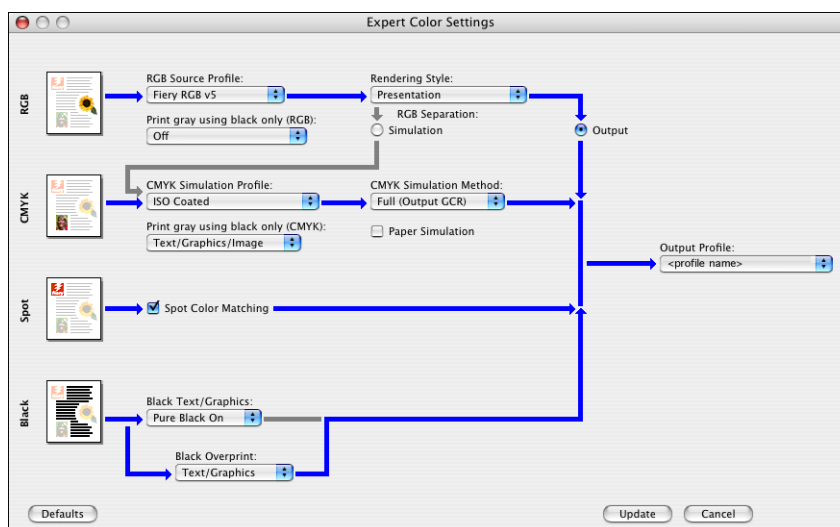 Expert Color Settings
RGB
RGB Source Profile:
Fiery RGB v5
Rendering Style:
Presentation
Print gray using black only (RGB):
Off
RGB Separation:
Simulation
Output
CMYK
CMYK Simulation Profile:
ISO Coated
CMYK Simulation Method:
Full (Output GCR)
Print gray using black only (CMYK):
Text/Graphics/Image
Paper Simulation
Output Profile:
<profile name>
Spot
Spot Color Matching
Black
Black Text/Graphics:
Pure Black On
Black Overprint:
Text/Graphics
Defaults
Update
Cancel